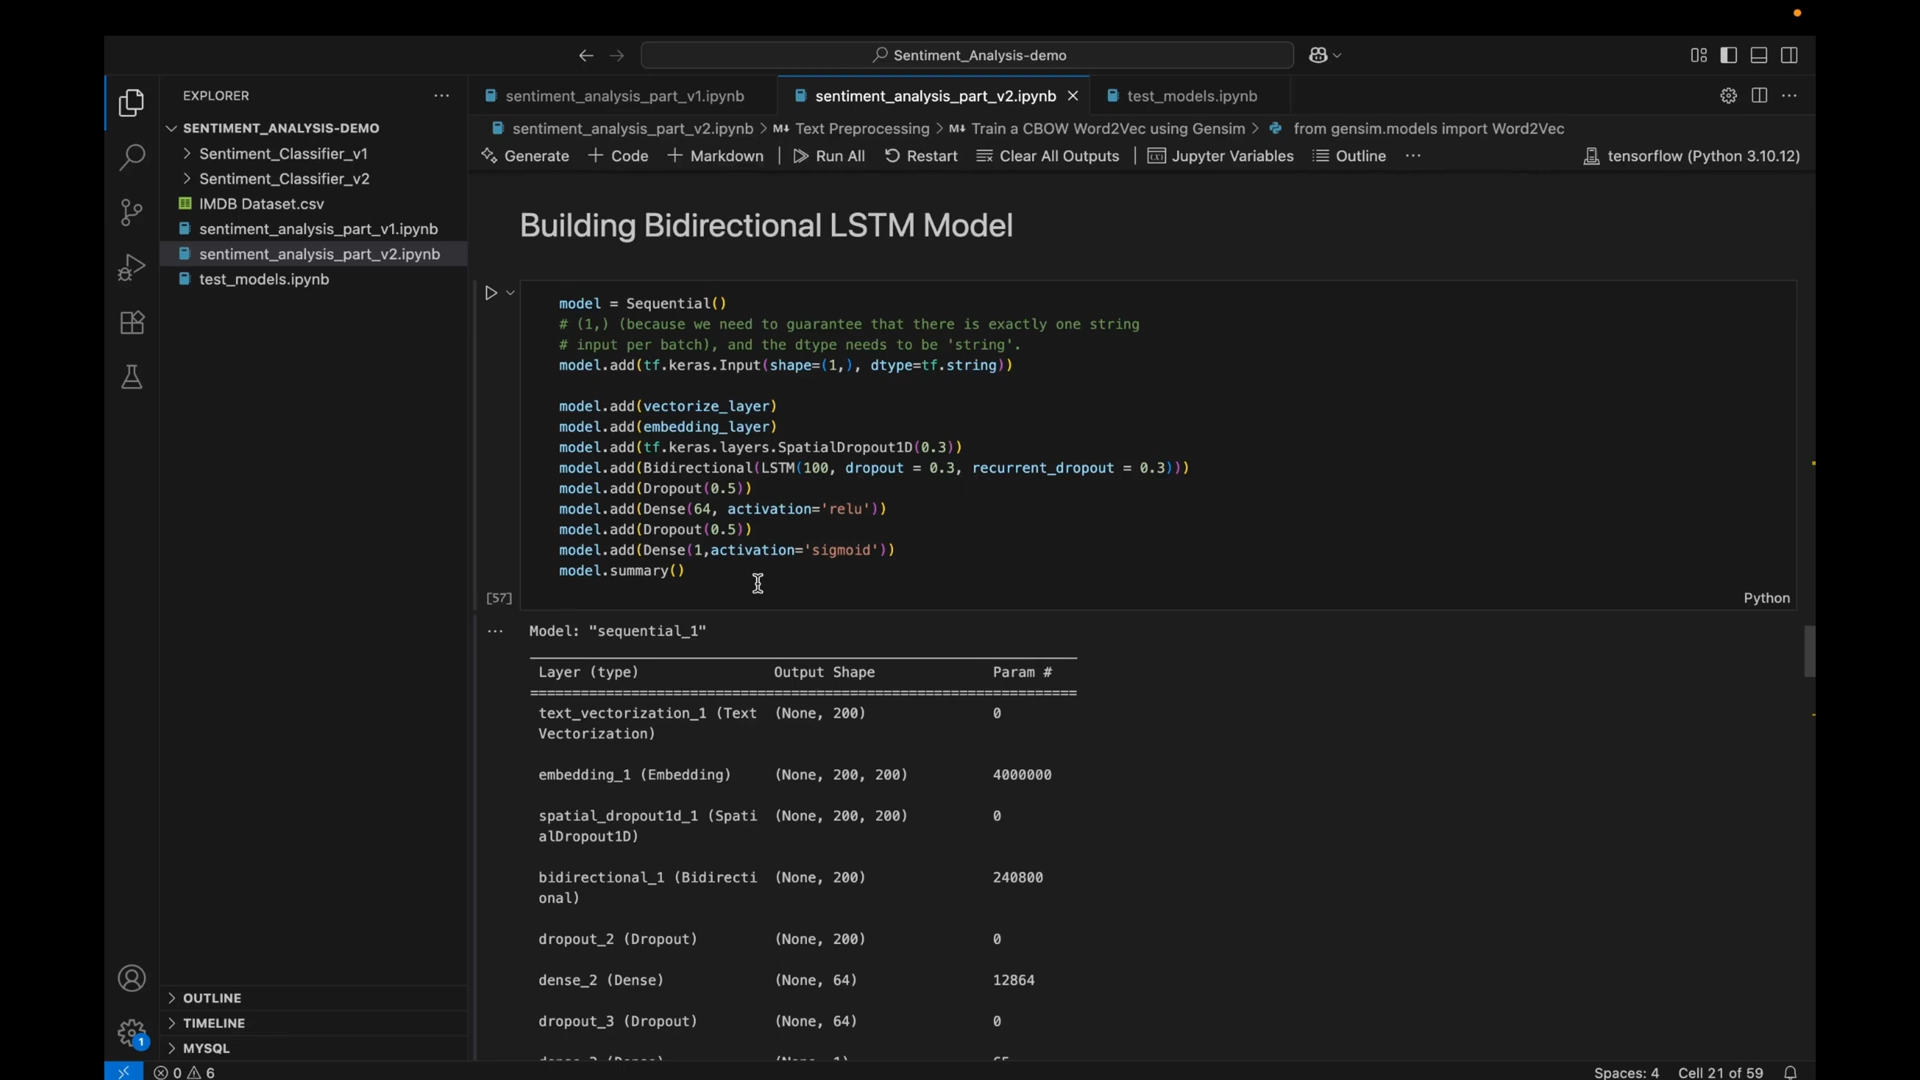 Sentiment_Analysis-demo
EXPLORER
SENTIMENT_ANALYSIS-DEMO
Sentiment_Classifier_v1
Sentiment_Classifier_v2
IMDB Dataset.csv
sentiment_analysis_part_v1.ipynb
sentiment_analysis_part_v2.ipynb
test_models.ipynb
OUTLINE
TIMELINE
MYSQL
1
0 6
sentiment_analysis_part_v1.ipynb sentiment_analysis_part_v2.ipynb test_models.ipynb
sentiment_analysis_part_v2.ipynb > M↓ Text Preprocessing > M↓ Train a CBOW Word2Vec using Gensim > from gensim.models import Word2Vec
Generate + Code + Markdown | Run All Restart Clear All Outputs | Jupyter Variables Outline ... tensorflow (Python 3.10.12)
Building Bidirectional LSTM Model
model = Sequential()
# (1,) (because we need to guarantee that there is exactly one string
# input per batch), and the dtype needs to be 'string'.
model.add(tf.keras.Input(shape=(1,), dtype=tf.string))
model.add(vectorize_layer)
model.add(embedding_layer)
model.add(tf.keras.layers.SpatialDropout1D(0.3))
model.add(Bidirectional(LSTM(100, dropout = 0.3, recurrent_dropout = 0.3)))
model.add(Dropout(0.5))
model.add(Dense(64, activation='relu'))
model.add(Dropout(0.5))
model.add(Dense(1,activation='sigmoid'))
model.summary()
[57] Python
Model: "sequential_1"
Layer (type) Output Shape Param #
=================================================================
text_vectorization_1 (Text (None, 200) 0
Vectorization)
embedding_1 (Embedding) (None, 200, 200) 4000000
spatial_dropout1d_1 (Spati (None, 200, 200) 0
alDropout1D)
bidirectional_1 (Bidirecti (None, 200) 240800
onal)
dropout_2 (Dropout) (None, 200) 0
dense_2 (Dense) (None, 64) 12864
dropout_3 (Dropout) (None, 64) 0
Spaces: 4 Cell 21 of 59